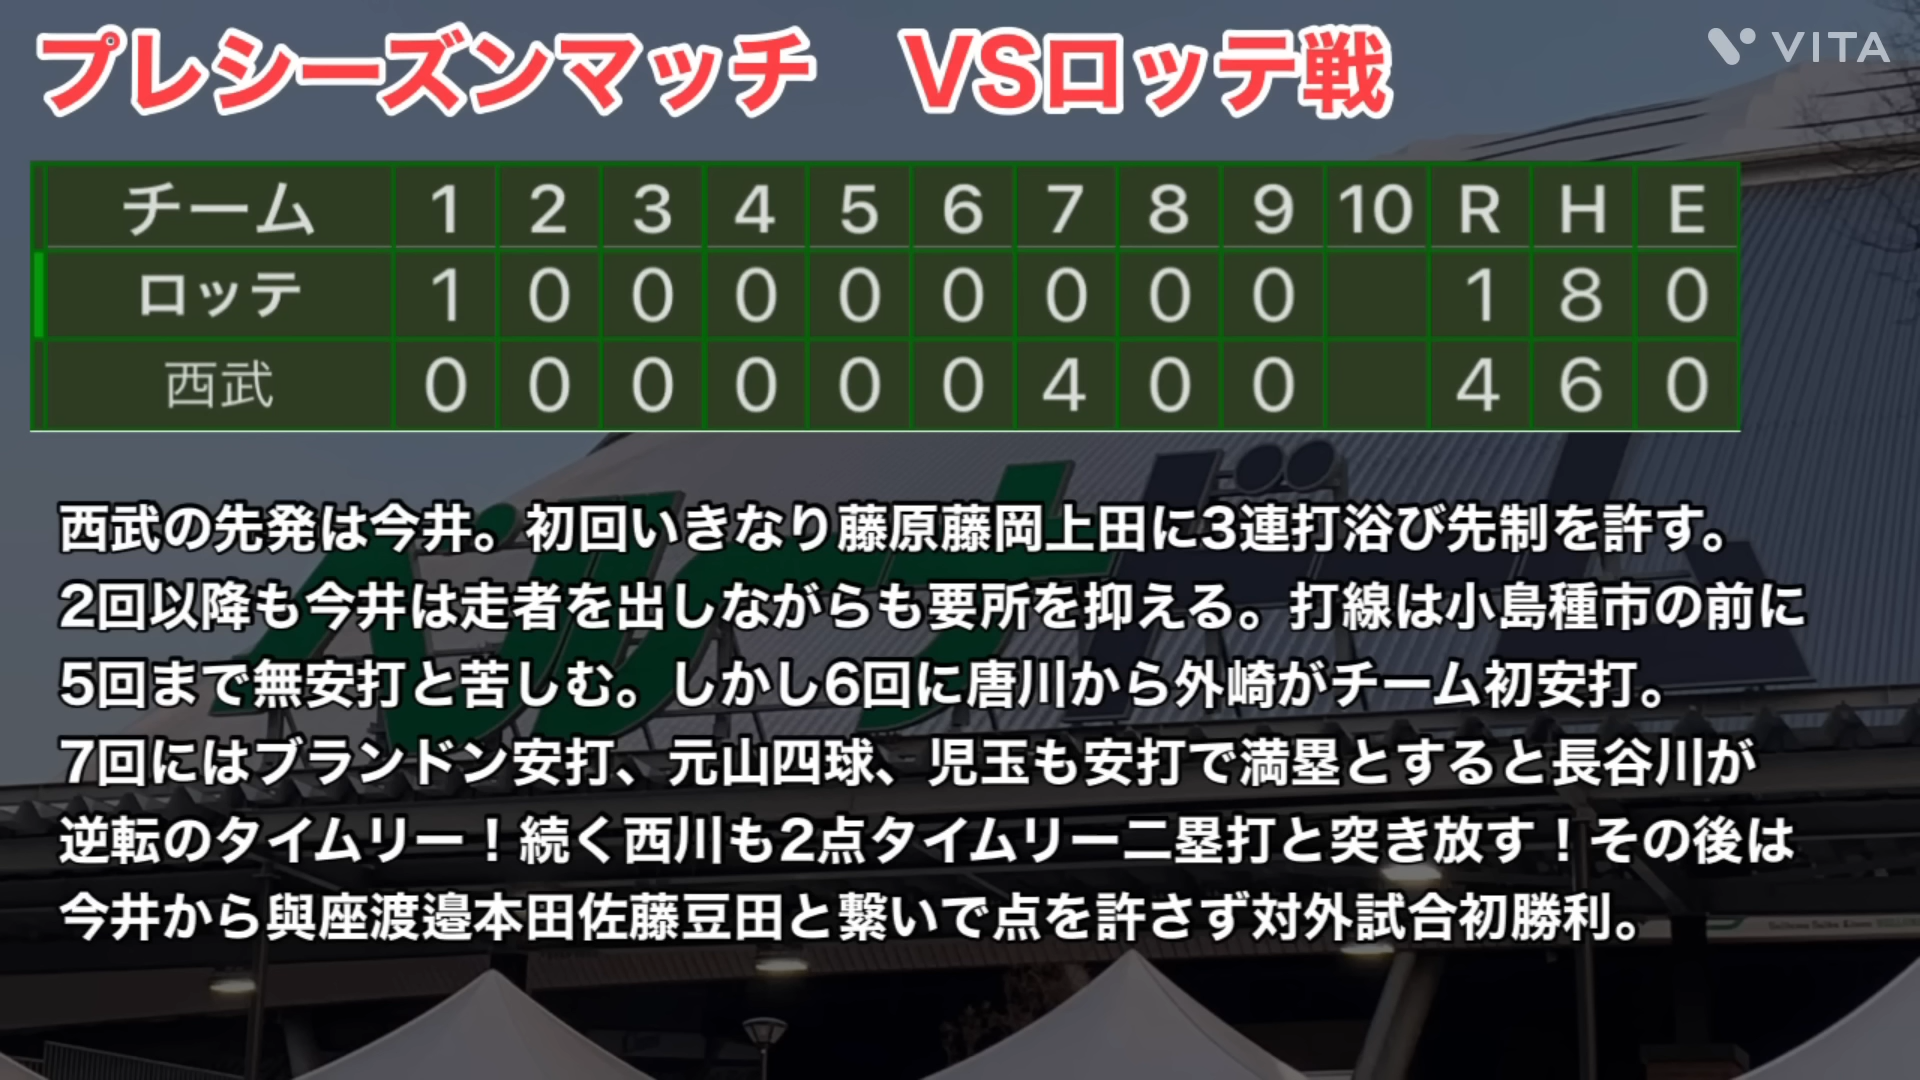 プレシーズンマッチ　VSロッテ戦
VITA
チーム 1 2 3 4 5 6 7 8 9 10 R H E
ロッテ 1 0 0 0 0 0 0 0 0 1 8 0
西武 0 0 0 0 0 0 4 0 0 4 6 0
ベルーナドーム
西武の先発は今井。初回いきなり藤原藤岡上田に3連打浴び先制を許す。
2回以降も今井は走者を出しながらも要所を抑える。打線は小島種市の前に
5回まで無安打と苦しむ。しかし6回に唐川から外崎がチーム初安打。
7回にはブランドン安打、元山四球、児玉も安打で満塁とすると長谷川が
逆転のタイムリー！続く西川も2点タイムリー二塁打と突き放す！その後は
今井から與座渡邉本田佐藤豆田と繋いで点を許さず対外試合初勝利。